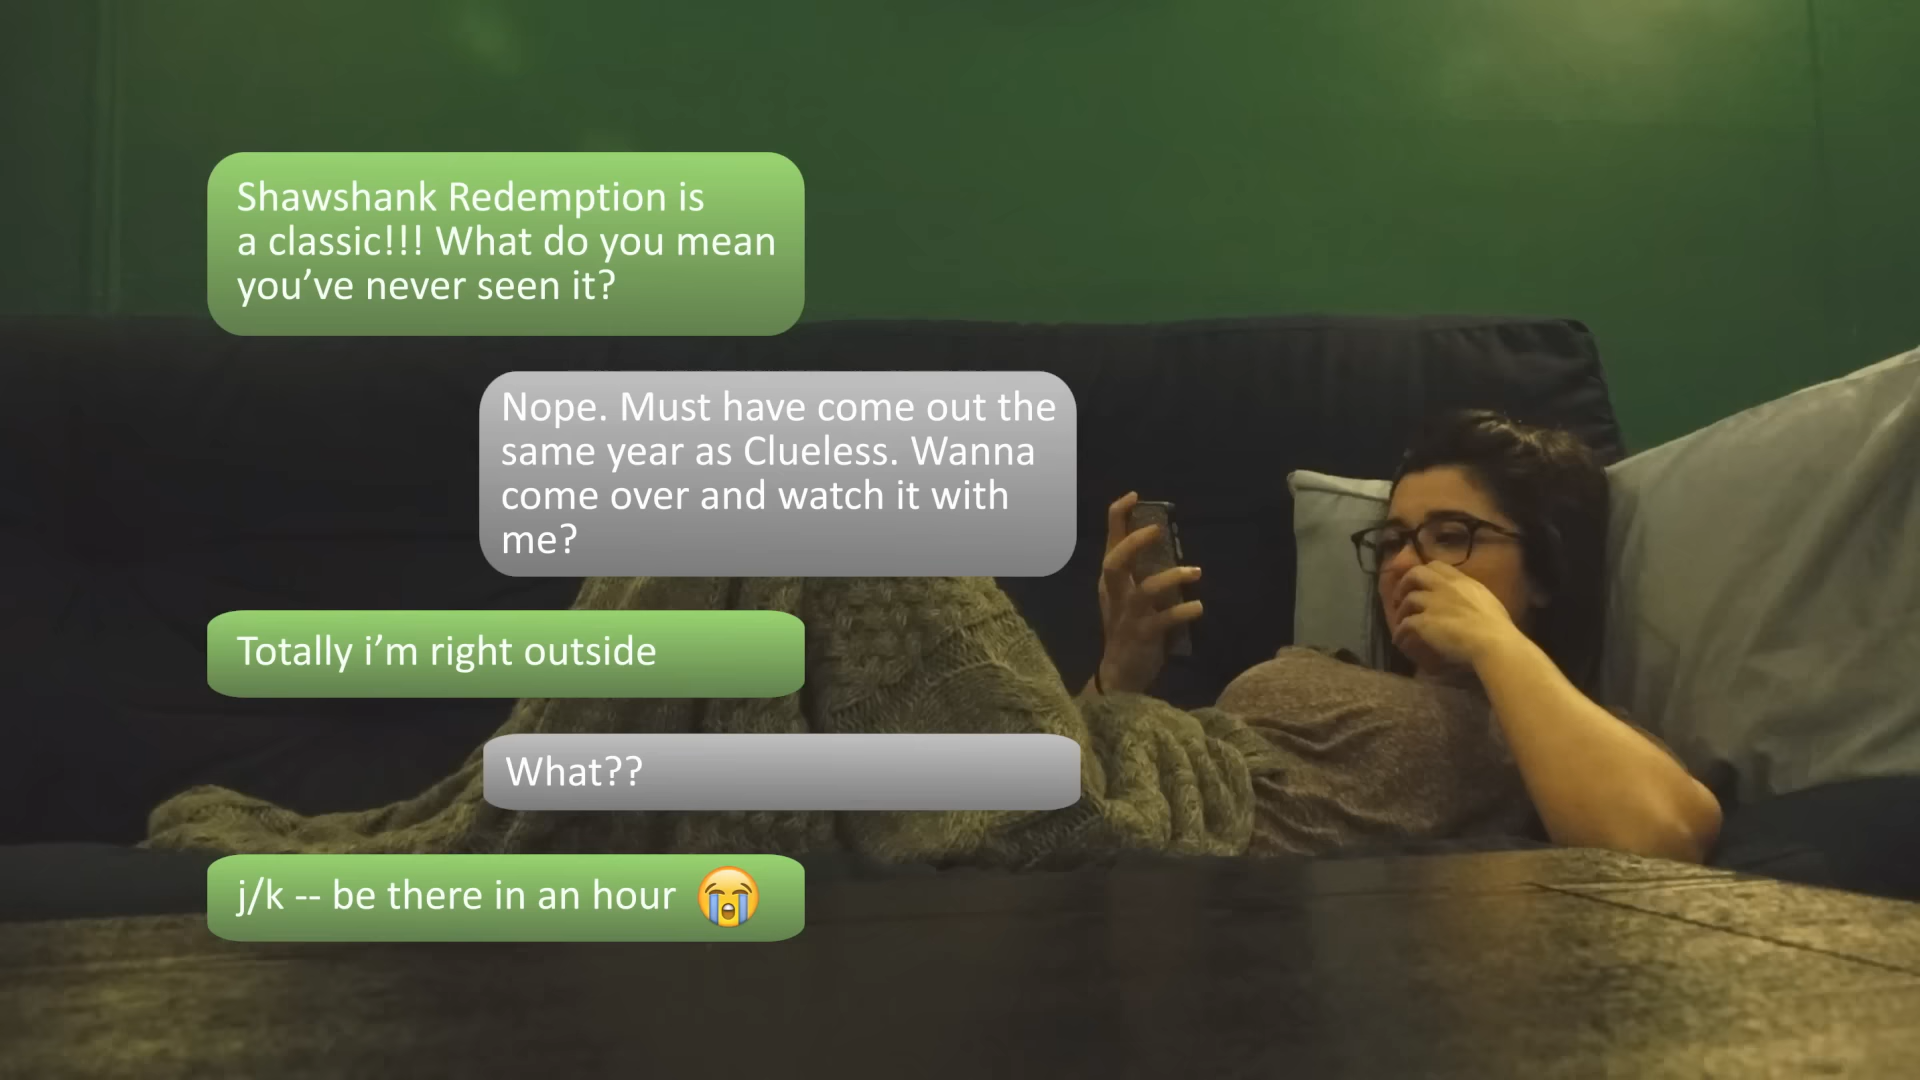 Shawshank Redemption is
a classic!!! What do you mean
you’ve never seen it?
Nope. Must have come out the
same year as Clueless. Wanna
come over and watch it with
me?
Totally i’m right outside
What??
j/k -- be there in an hour 😭